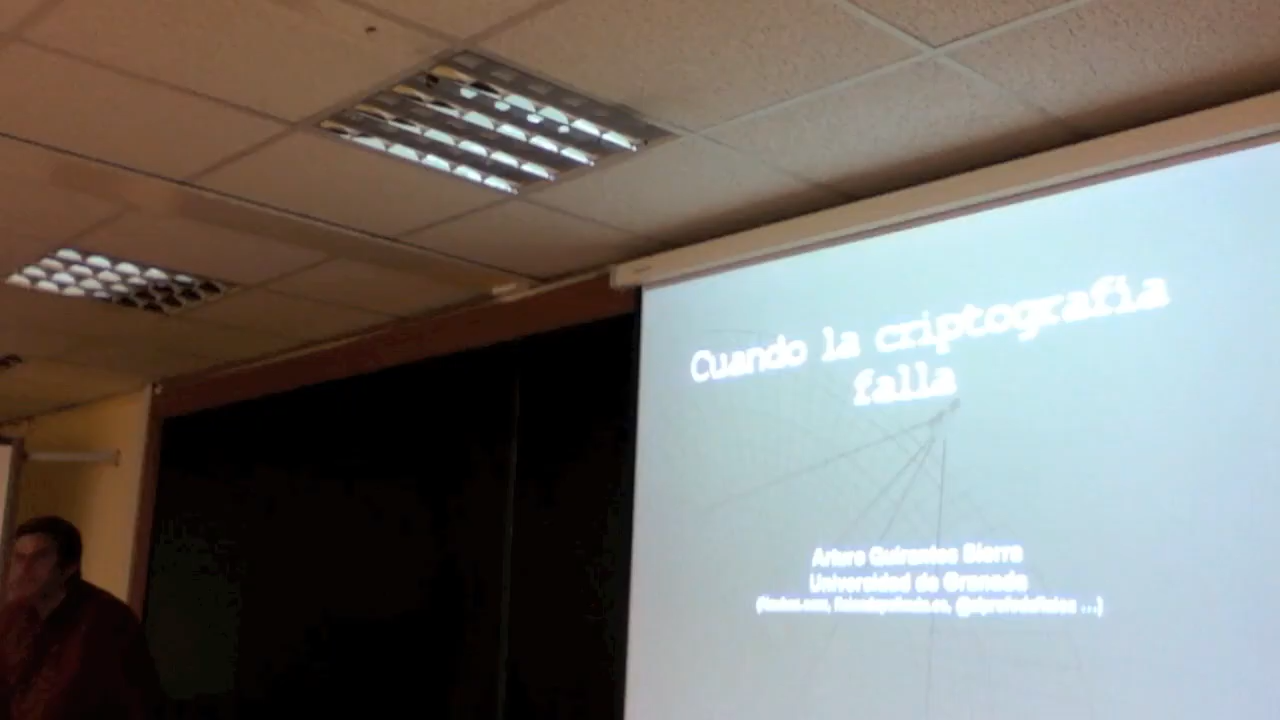 Cuando la criptografía
falla
Arturo Quirantes Sierra
Universidad de Granada